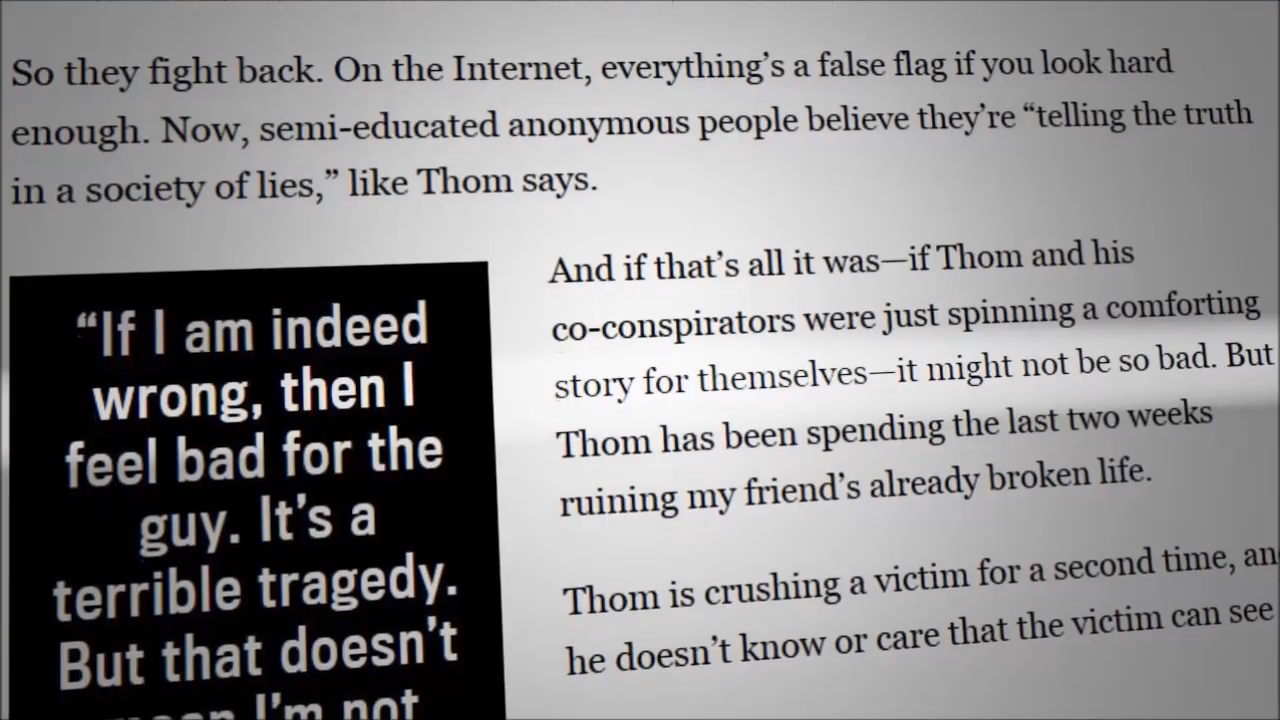 So they fight back. On the Internet, everything’s a false flag if you look hard
enough. Now, semi-educated anonymous people believe they’re “telling the truth
in a society of lies,” like Thom says.
“If I am indeed
wrong, then I
feel bad for the
guy. It’s a
terrible tragedy.
But that doesn’t
I’m not
And if that’s all it was—if Thom and his
co-conspirators were just spinning a comforting
story for themselves—it might not be so bad. But
Thom has been spending the last two weeks
ruining my friend’s already broken life.
Thom is crushing a victim for a second time,
he doesn’t know or care that the victim can see